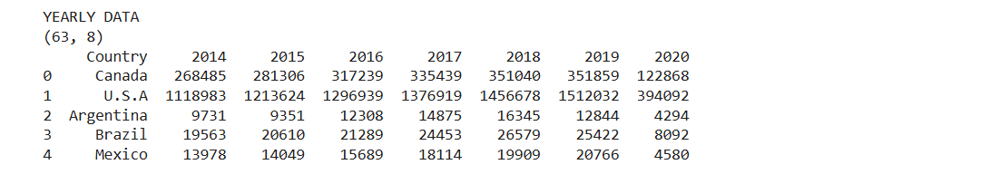 YEARLY DATA
(63, 8)
Country 2014 2015 2016 2017 2018 2019 2020
0 Canada 268485 281306 317239 335439 351040 351859 122868
1 U.S.A 1118983 1213624 1296939 1376919 1456678 1512032 394092
2 Argentina 9731 9351 12308 14875 16345 12844 4294
3 Brazil 19563 20610 21289 24453 26579 25422 8092
4 Mexico 13978 14049 15689 18114 19909 20766 4580